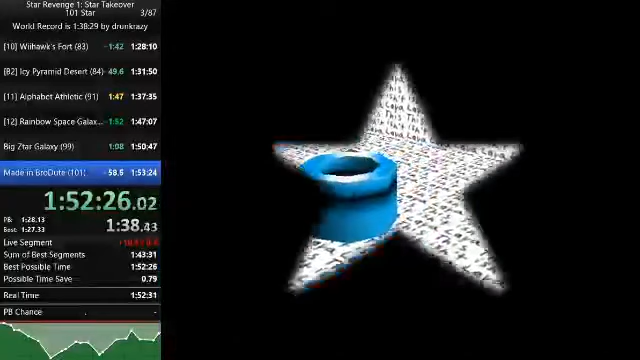 Star Revenge 1: Star Takeover
101 Star 3/87
World Record is 1:38:29 by drunkrazy
[10] Wiihawk's Fort (83) -1:42 1:28:10
[B2] Icy Pyramid Desert (84) -49.6 1:31:50
[11] Alphabet Athletic (91) 1:47 1:37:35
[12] Rainbow Space Galax... -1:52 1:47:07
Big Ztar Galaxy (99) 1:08 1:50:47
Made in BroDute (101) - 58.5 1:53:24
1:52:26.02
PB: 1:28.13
Best: 1:27.33
1:38.43
Live Segment
Sum of Best Segments 1:43:31
Best Possible Time 1:52:26
Possible Time Save 0.79
Real Time 1:52:31
PB Chance -